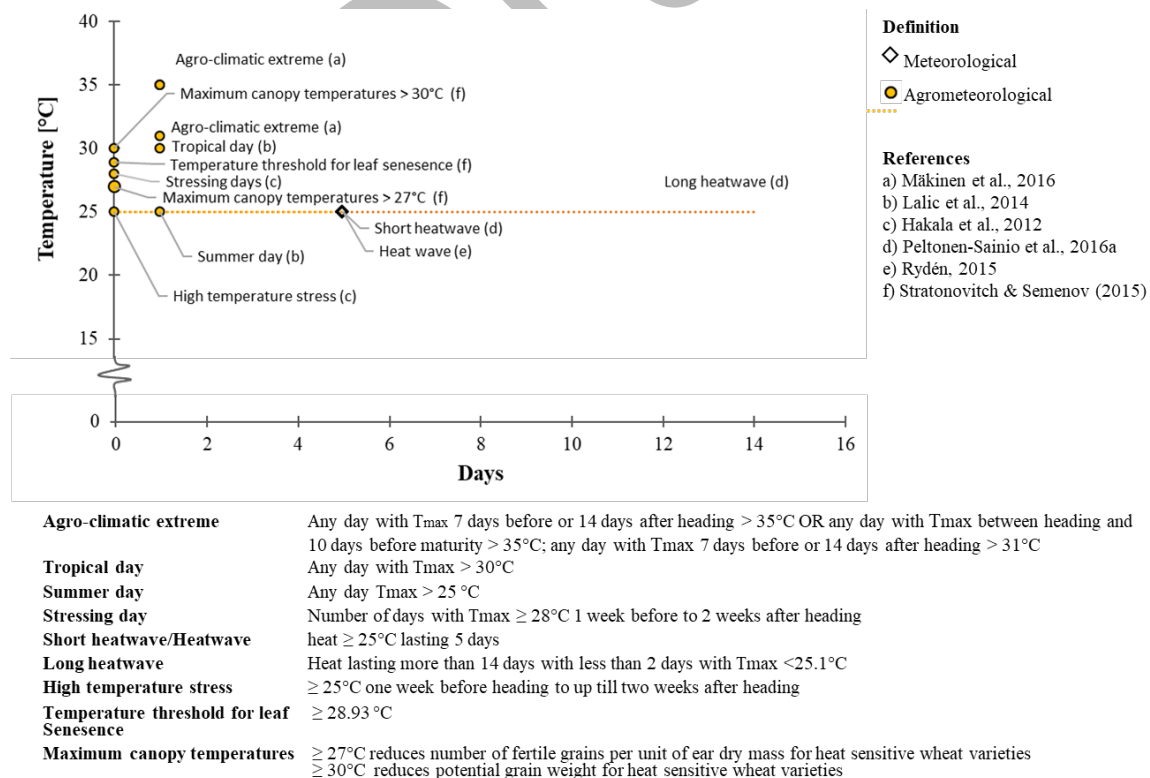 40
Agro-climatic extreme (a)
35
Maximum canopy temperatures > 30°C (f)
Agro-climatic extreme (a)
30
Tropical day (b)
Temperature threshold for leaf senesence (f)
Stressing days (c)
Maximum canopy temperatures > 27°C (f)
Long heatwave (d)
25
Short heatwave (d)
Heat wave (e)
Summer day (b)
20
High temperature stress (c)
15
0
Temperature [°C]
0 2 4 6 8 10 12 14 16
Days
Definition
Meteorological
Agrometeorological
References
a) Mäkinen et al., 2016
b) Lalic et al., 2014
c) Hakala et al., 2012
d) Peltonen-Sainio et al., 2016a
e) Rydén, 2015
f) Stratonovitch & Semenov (2015)
Agro-climatic extreme Any day with Tmax 7 days before or 14 days after heading > 35°C OR any day with Tmax between heading and
10 days before maturity > 35°C; any day with Tmax 7 days before or 14 days after heading > 31°C
Tropical day Any day with Tmax > 30°C
Summer day Any day Tmax > 25 °C
Stressing day Number of days with Tmax ≥ 28°C 1 week before to 2 weeks after heading
Short heatwave/Heatwave heat ≥ 25°C lasting 5 days
Long heatwave Heat lasting more than 14 days with less than 2 days with Tmax <25.1°C
High temperature stress ≥ 25°C one week before heading to up till two weeks after heading
Temperature threshold for leaf ≥ 28.93 °C
Senesence
Maximum canopy temperatures ≥ 27°C reduces number of fertile grains per unit of ear dry mass for heat sensitive wheat varieties
≥ 30°C reduces potential grain weight for heat sensitive wheat varieties